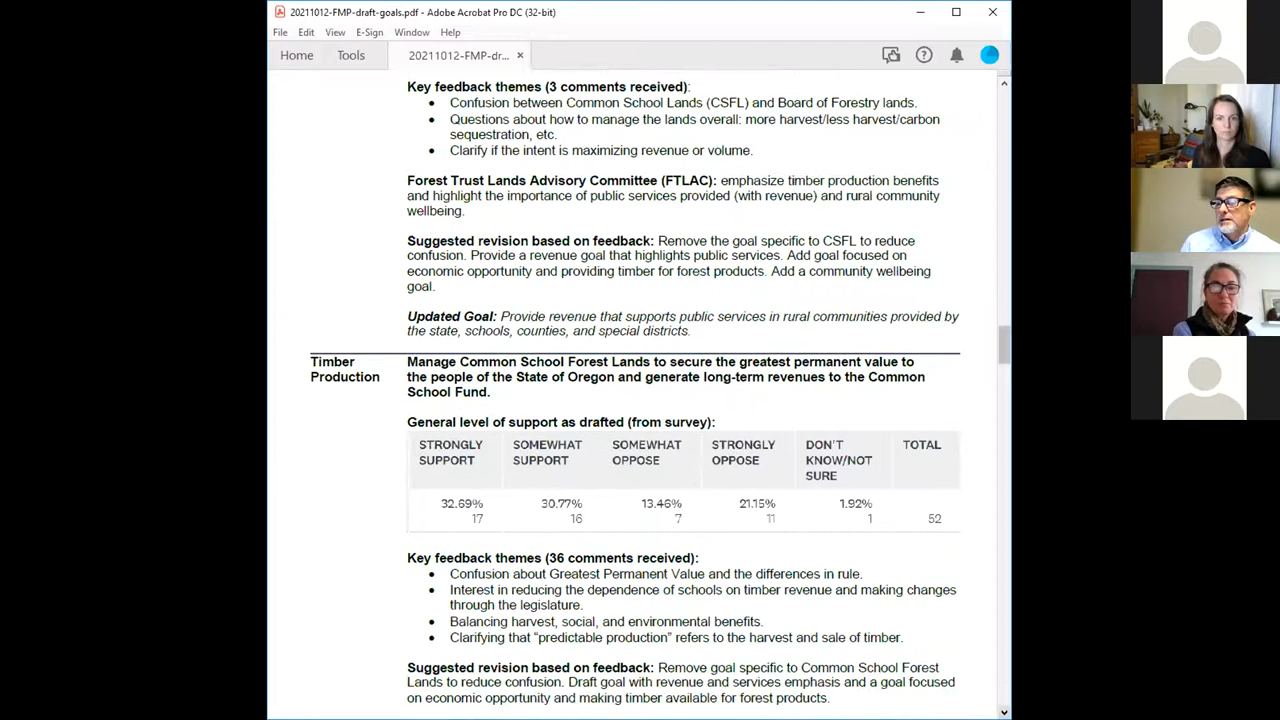 20211012-FMP-draft-goals.pdf - Adobe Acrobat Pro DC (32-bit)
File Edit View E-Sign Window Help
Home Tools 20211012-FMP-dr... ×
Key feedback themes (3 comments received):
• Confusion between Common School Lands (CSFL) and Board of Forestry lands.
• Questions about how to manage the lands overall: more harvest/less harvest/carbon
sequestration, etc.
• Clarify if the intent is maximizing revenue or volume.
Forest Trust Lands Advisory Committee (FTLAC): emphasize timber production benefits
and highlight the importance of public services provided (with revenue) and rural community
wellbeing.
Suggested revision based on feedback: Remove the goal specific to CSFL to reduce
confusion. Provide a revenue goal that highlights public services. Add goal focused on
economic opportunity and providing timber for forest products. Add a community wellbeing
goal.
Updated Goal: Provide revenue that supports public services in rural communities provided by
the state, schools, counties, and special districts.
Timber
Production
Manage Common School Forest Lands to secure the greatest permanent value to
the people of the State of Oregon and generate long-term revenues to the Common
School Fund.
General level of support as drafted (from survey):
STRONGLY SOMEWHAT SOMEWHAT STRONGLY DON'T TOTAL
SUPPORT SUPPORT OPPOSE OPPOSE KNOW/NOT
SURE
32.69% 30.77% 13.46% 21.15% 1.92%
17 16 7 11 1 52
Key feedback themes (36 comments received):
• Confusion about Greatest Permanent Value and the differences in rule.
• Interest in reducing the dependence of schools on timber revenue and making changes
through the legislature.
• Balancing harvest, social, and environmental benefits.
• Clarifying that “predictable production” refers to the harvest and sale of timber.
Suggested revision based on feedback: Remove goal specific to Common School Forest
Lands to reduce confusion. Draft goal with revenue and services emphasis and a goal focused
on economic opportunity and making timber available for forest products.